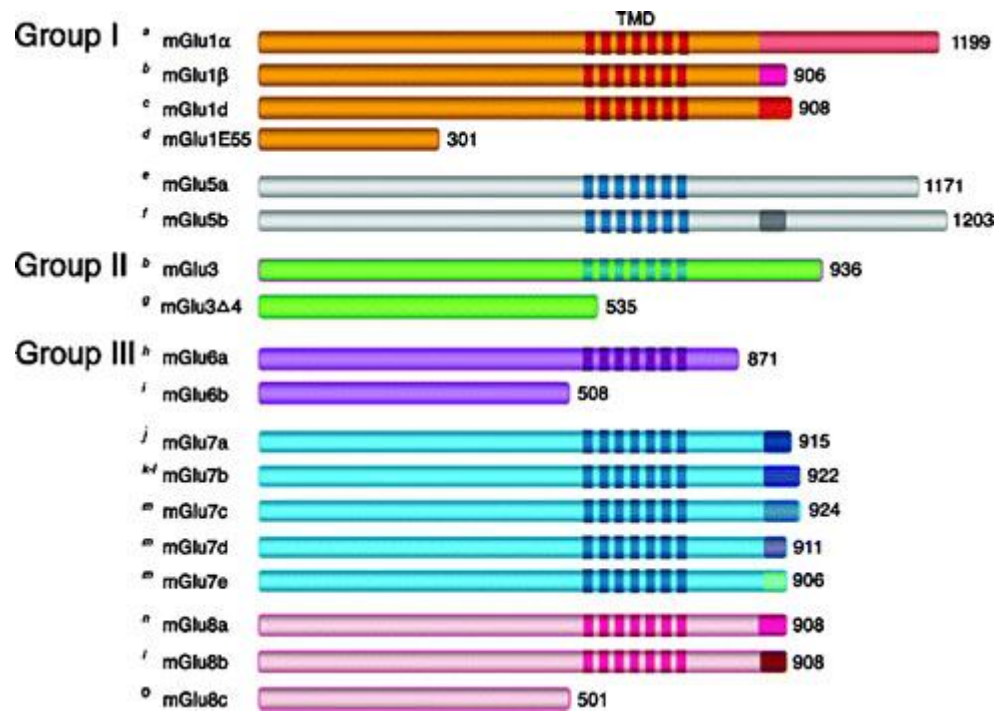 TMD
Group I a mGlu1α 1199
b mGlu1β 906
c mGlu1d 908
d mGlu1E55 301
e mGlu5a 1171
f mGlu5b 1203
Group II b mGlu3 936
g mGlu3Δ4 535
Group III h mGlu6a 871
i mGlu6b 508
j mGlu7a 915
k-l mGlu7b 922
m mGlu7c 924
m mGlu7d 911
m mGlu7e 906
n mGlu8a 908
l mGlu8b 908
o mGlu8c 501